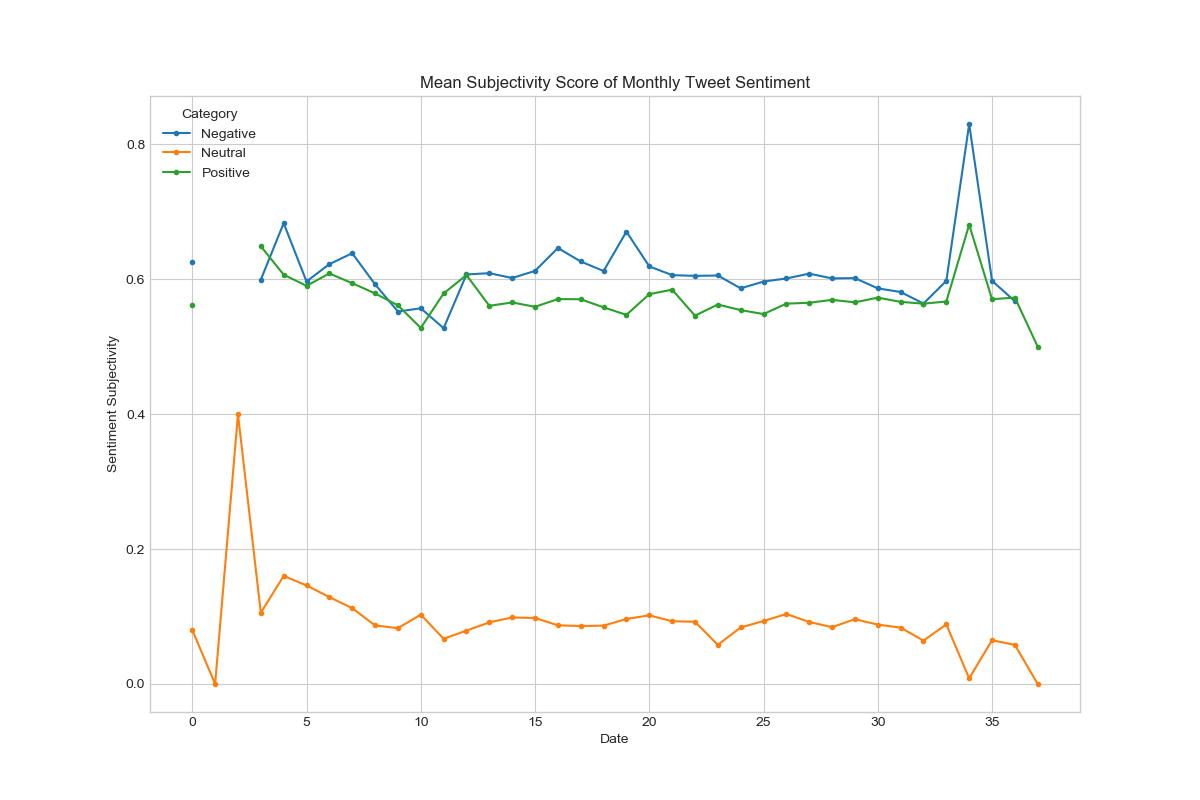 Mean Subjectivity Score of Monthly Tweet Sentiment
Category
Negative
Neutral
Positive
0.8
0.6
0.4
0.2
0.0
Sentiment Subjectivity
0 5 10 15 20 25 30 35
Date